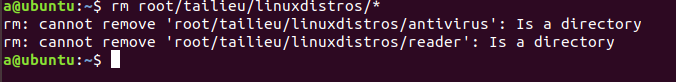 a@ubuntu:~$ rm root/tailieu/linuxdistros/*
rm: cannot remove 'root/tailieu/linuxdistros/antivirus': Is a directory
rm: cannot remove 'root/tailieu/linuxdistros/reader': Is a directory
a@ubuntu:~$